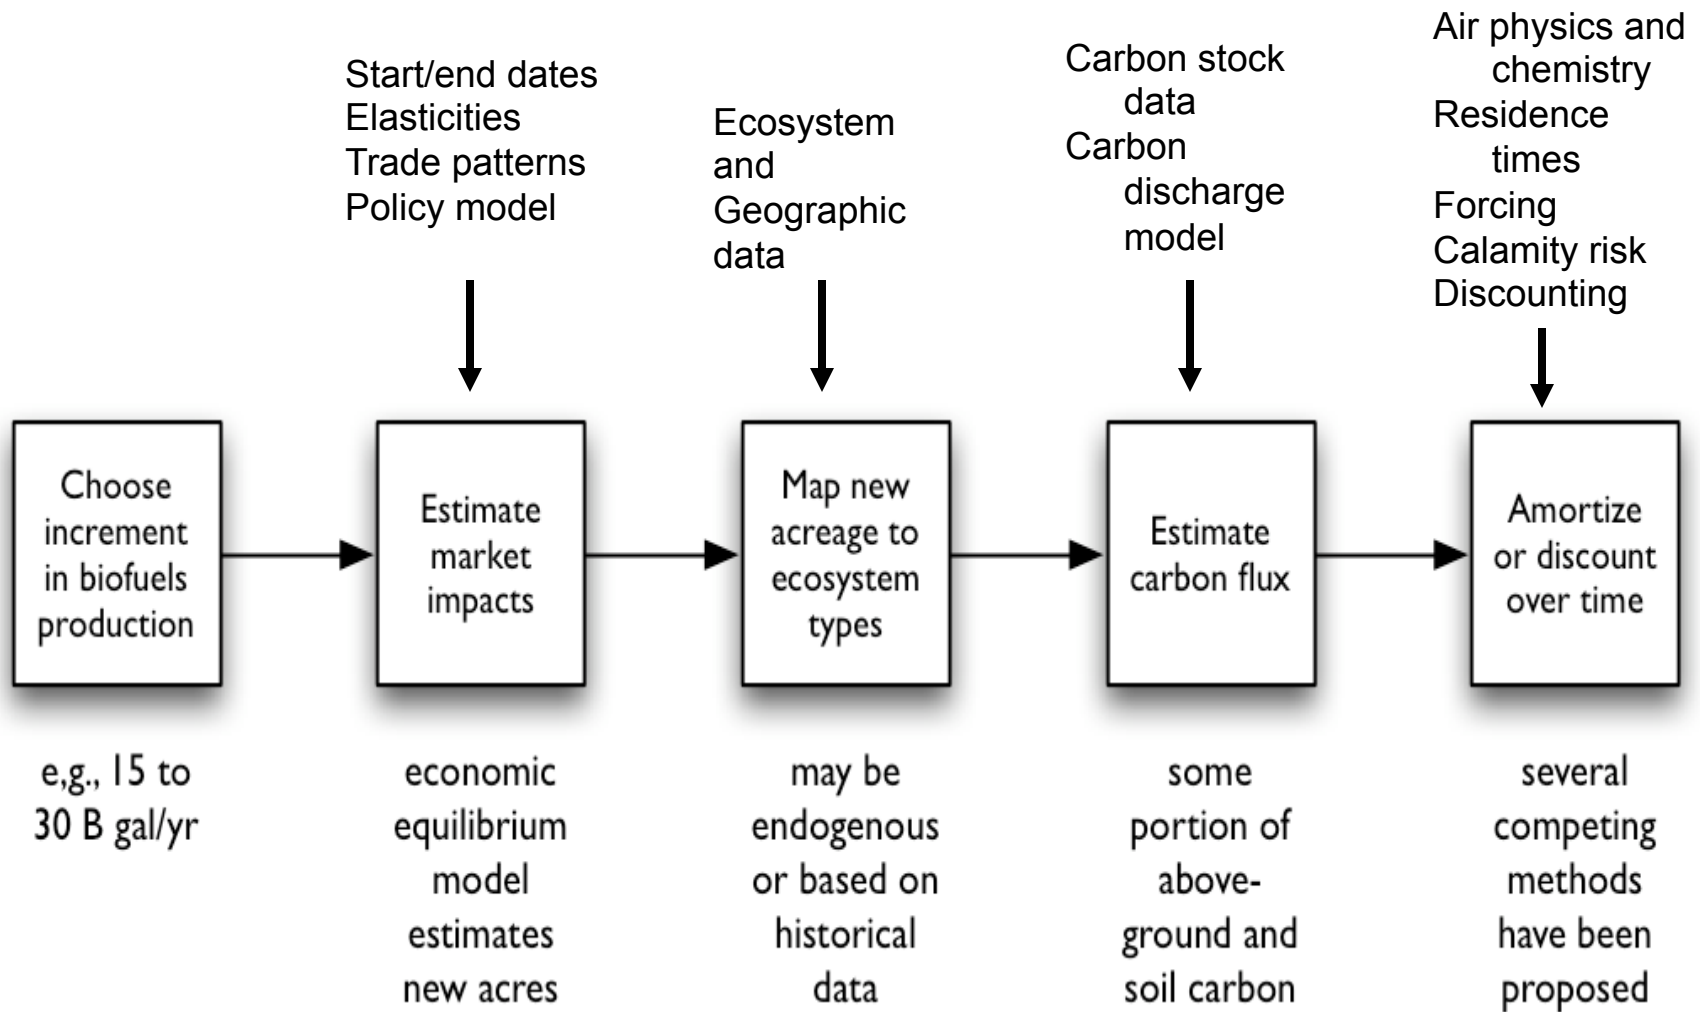 Start/end dates
Elasticities
Trade patterns
Policy model
Ecosystem
and
Geographic
data
Carbon stock
data
Carbon
discharge
model
Air physics and
chemistry
Residence
times
Forcing
Calamity risk
Discounting
Choose
increment
in biofuels
production
Estimate
market
impacts
Map new
acreage to
ecosystem
types
Estimate
carbon flux
Amortize
or discount
over time
e,g., 15 to
30 B gal/yr
economic
equilibrium
model
estimates
new acres
may be
endogenous
or based on
historical
data
some
portion of
above-
ground and
soil carbon
several
competing
methods
have been
proposed